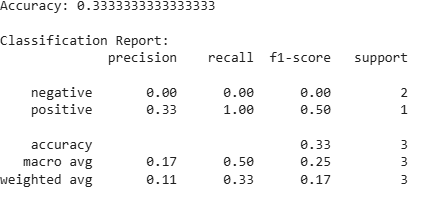 Accuracy: 0.3333333333333333
Classification Report:
precision recall f1-score support
negative 0.00 0.00 0.00 2
positive 0.33 1.00 0.50 1
accuracy 0.33 3
macro avg 0.17 0.50 0.25 3
weighted avg 0.11 0.33 0.17 3